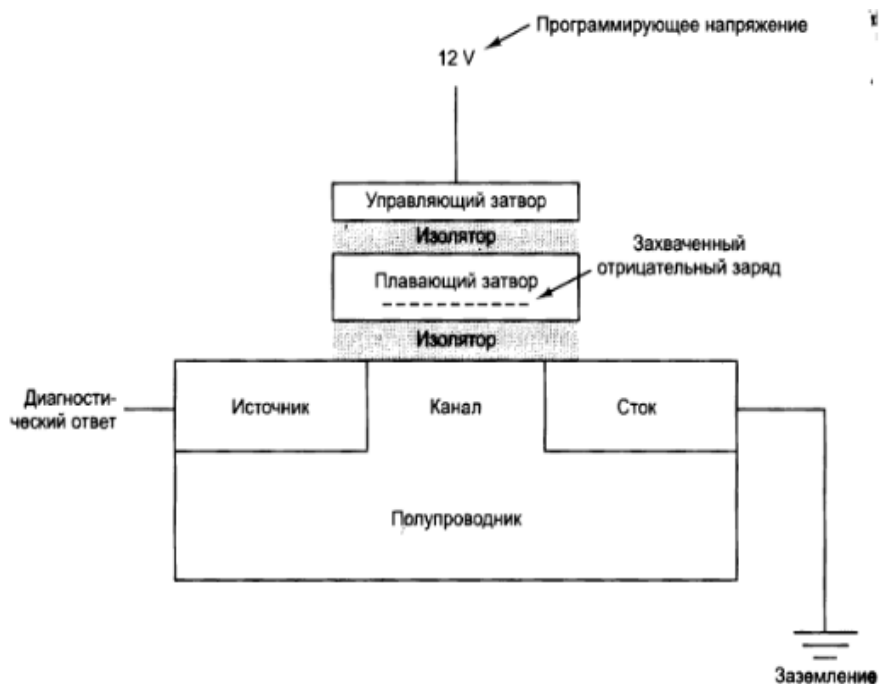 Программирующее напряжение
12 V
Управляющий затвор
Изолятор
Захваченный
отрицательный заряд
Плавающий затвор
Изолятор
Диагности-
ческий ответ
Источник
Канал
Сток
Полупроводник
Заземление